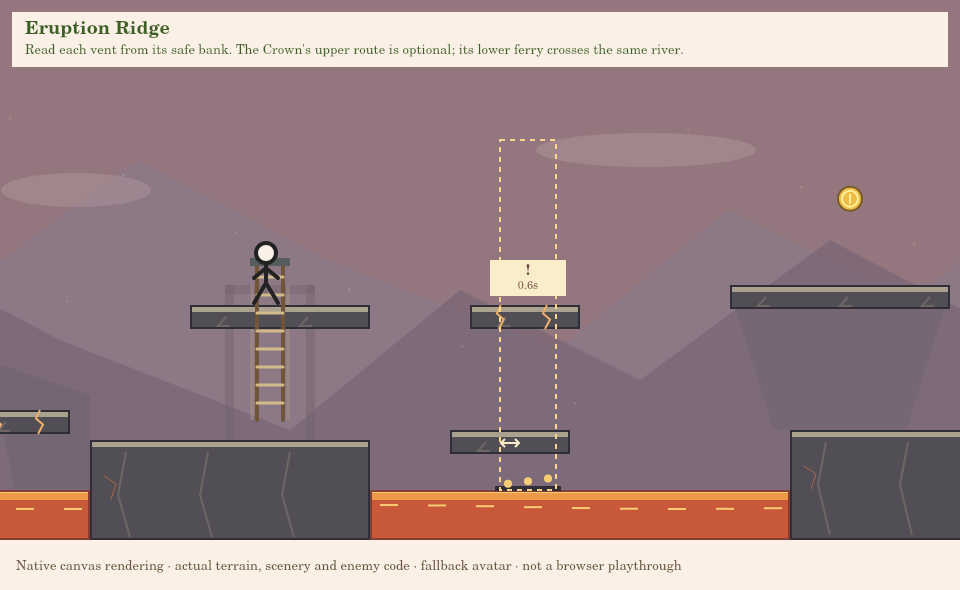 Eruption Ridge
Read each vent from its safe bank. The Crown's upper route is optional; its lower ferry crosses the same river.
!
0.6s
Native canvas rendering · actual terrain, scenery and enemy code · fallback avatar · not a browser playthrough